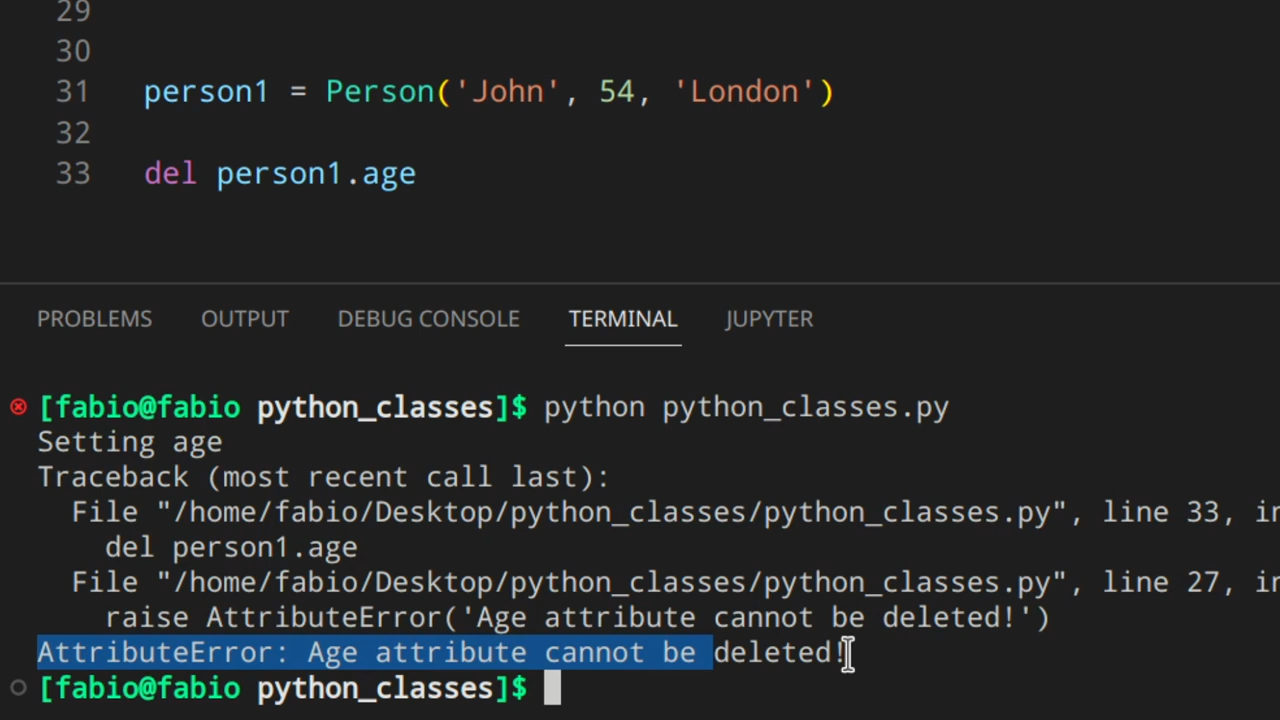 29
30
31 person1 = Person('John', 54, 'London')
32
33 del person1.age
PROBLEMS OUTPUT DEBUG CONSOLE TERMINAL JUPYTER
[fabio@fabio python_classes]$ python python_classes.py
Setting age
Traceback (most recent call last):
File "/home/fabio/Desktop/python_classes/python_classes.py", line 33, in
del person1.age
File "/home/fabio/Desktop/python_classes/python_classes.py", line 27, in
raise AttributeError('Age attribute cannot be deleted!')
AttributeError: Age attribute cannot be deleted!
[fabio@fabio python_classes]$